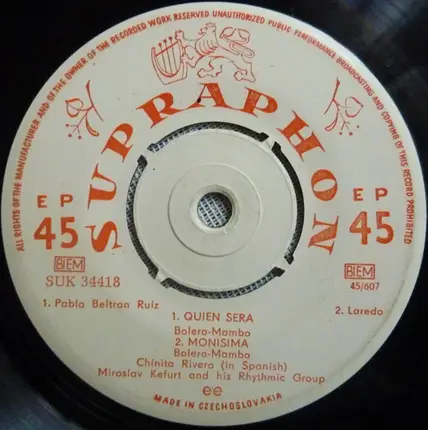 ALL RIGHTS OF THE MANUFACTURER AND OF THE OWNER OF THE RECORDED WORK RESERVED UNAUTHORIZED PUBLIC PERFORMANCE BROADCASTING AND COPYING OF THIS RECORD PROHIBITED
SUPRAPHON
EP
45
EP
45
BIEM
SUK 34418
BIEM
45/607
1. Pablo Beltran Ruiz
1. QUIEN SERA
2. Laredo
Bolero-Mambo
2. MONISIMA
Bolero-Mambo
Chinita Rivero (in Spanish)
Miroslav Kefurt and his Rhythmic Group
ee
MADE IN CZECHOSLOVAKIA